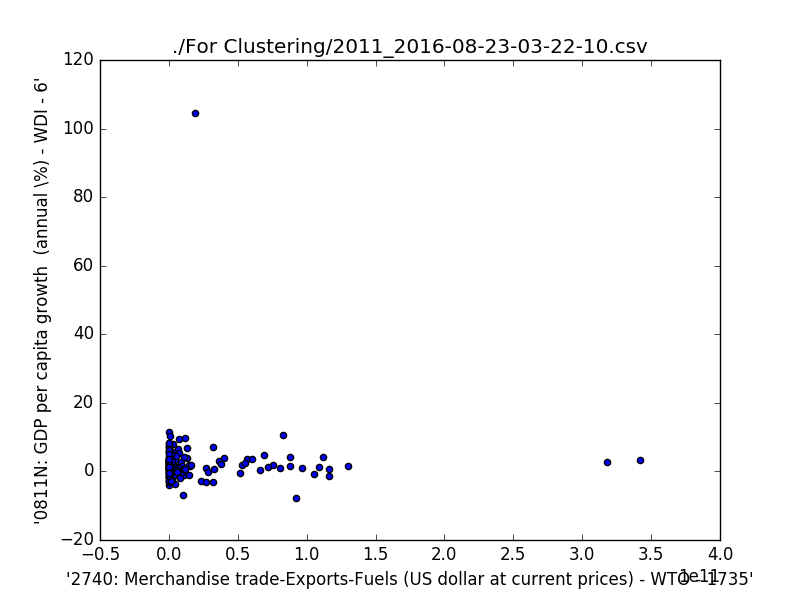 ./For Clustering/2011_2016-08-23-03-22-10.csv
'0811N: GDP per capita growth  (annual \%) - WDI - 6'
120
100
80
60
40
20
0
−20
−0.5 0.0 0.5 1.0 1.5 2.0 2.5 3.0 3.5 4.0
1e11
'2740: Merchandise trade-Exports-Fuels (US dollar at current prices) - WTO - 1735'